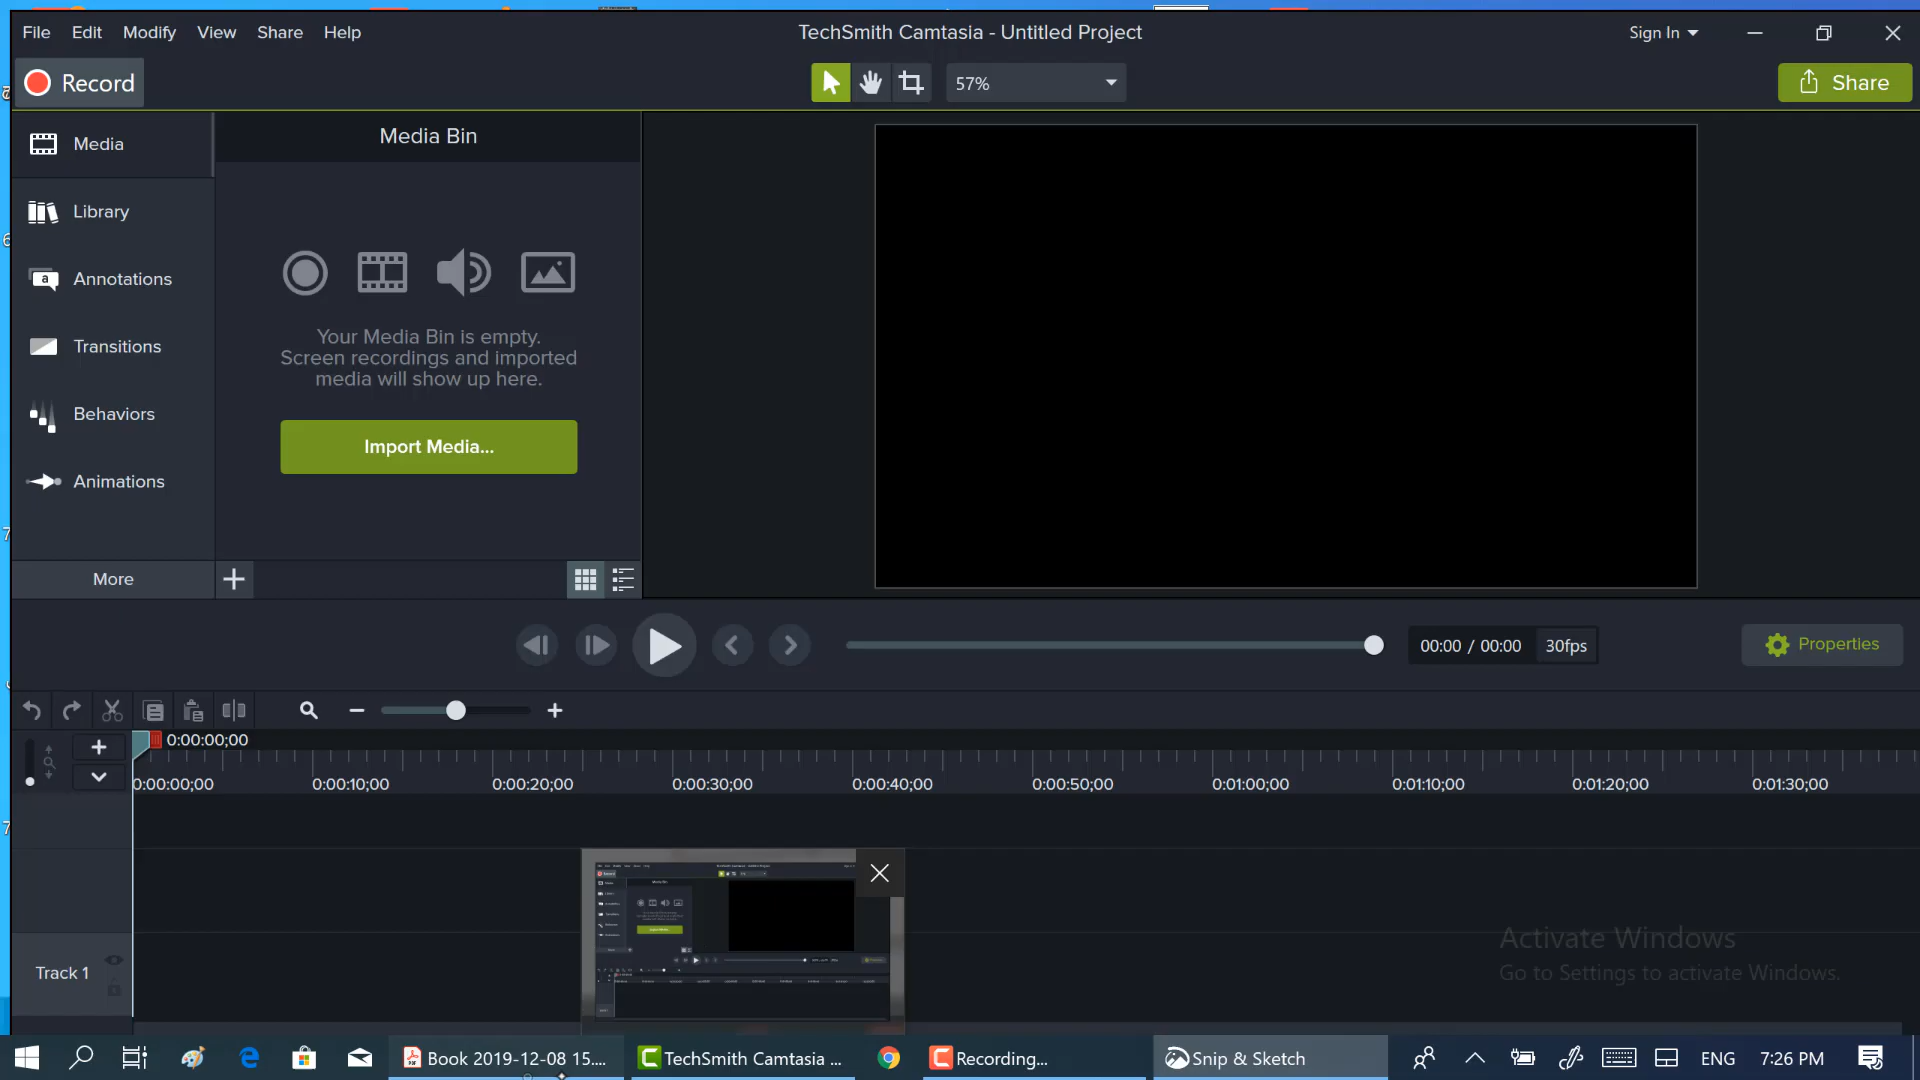 File Edit Modify View Share Help
TechSmith Camtasia - Untitled Project
Sign In
Record
57%
Share
Media
Media Bin
Library
Annotations
Transitions
Behaviors
Animations
Your Media Bin is empty.
Screen recordings and imported
media will show up here.
Import Media...
More
00:00 / 00:00 30fps
Properties
0:00:00;00
0:00:00;00 0:00:10;00 0:00:20;00 0:00:30;00 0:00:40;00 0:00:50;00 0:01:00;00 0:01:10;00 0:01:20;00 0:01:30;00
Track 1
Activate Windows
Go to Settings to activate Windows.
Book 2019-12-08 15.... TechSmith Camtasia ... Recording... Snip & Sketch ENG 7:26 PM